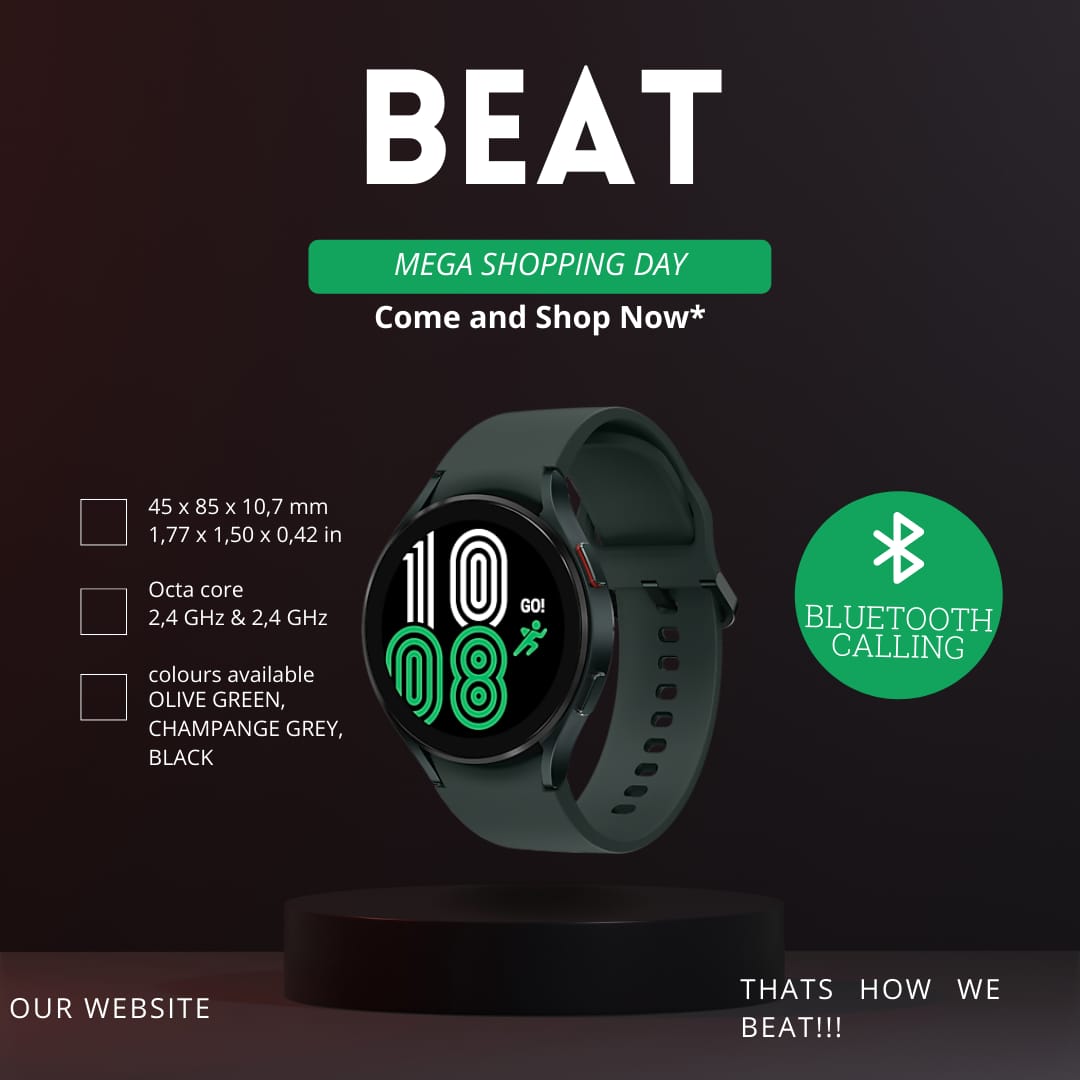 BEAT
MEGA SHOPPING DAY
Come and Shop Now*
45 x 85 x 10,7 mm
1,77 x 1,50 x 0,42 in
Octa core
2,4 GHz & 2,4 GHz
colours available
OLIVE GREEN,
CHAMPANGE GREY,
BLACK
10
GO!
08
BLUETOOTH
CALLING
OUR WEBSITE
THATS HOW WE
BEAT!!!